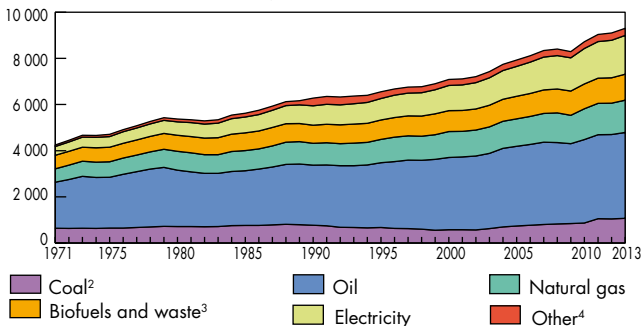 10 000
8 000
6 000
4 000
2 000
0
1971 1975 1980 1985 1990 1995 2000 2005 2010 2013
Coal² Oil Natural gas
Biofuels and waste³ Electricity Other⁴